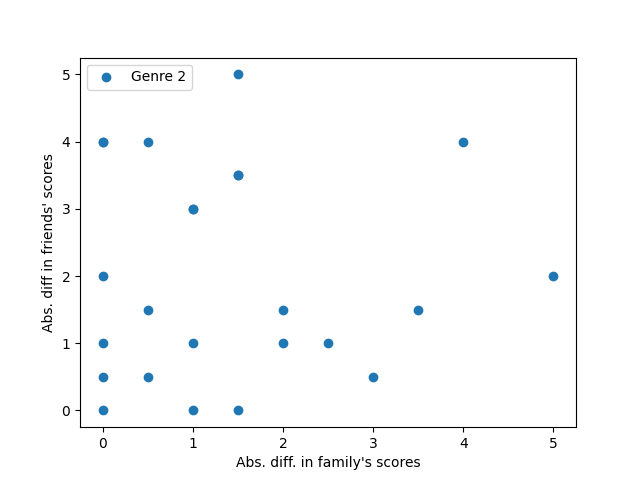 Genre 2
Abs. diff in friends' scores
5
4
3
2
1
0
0 1 2 3 4 5
Abs. diff. in family's scores